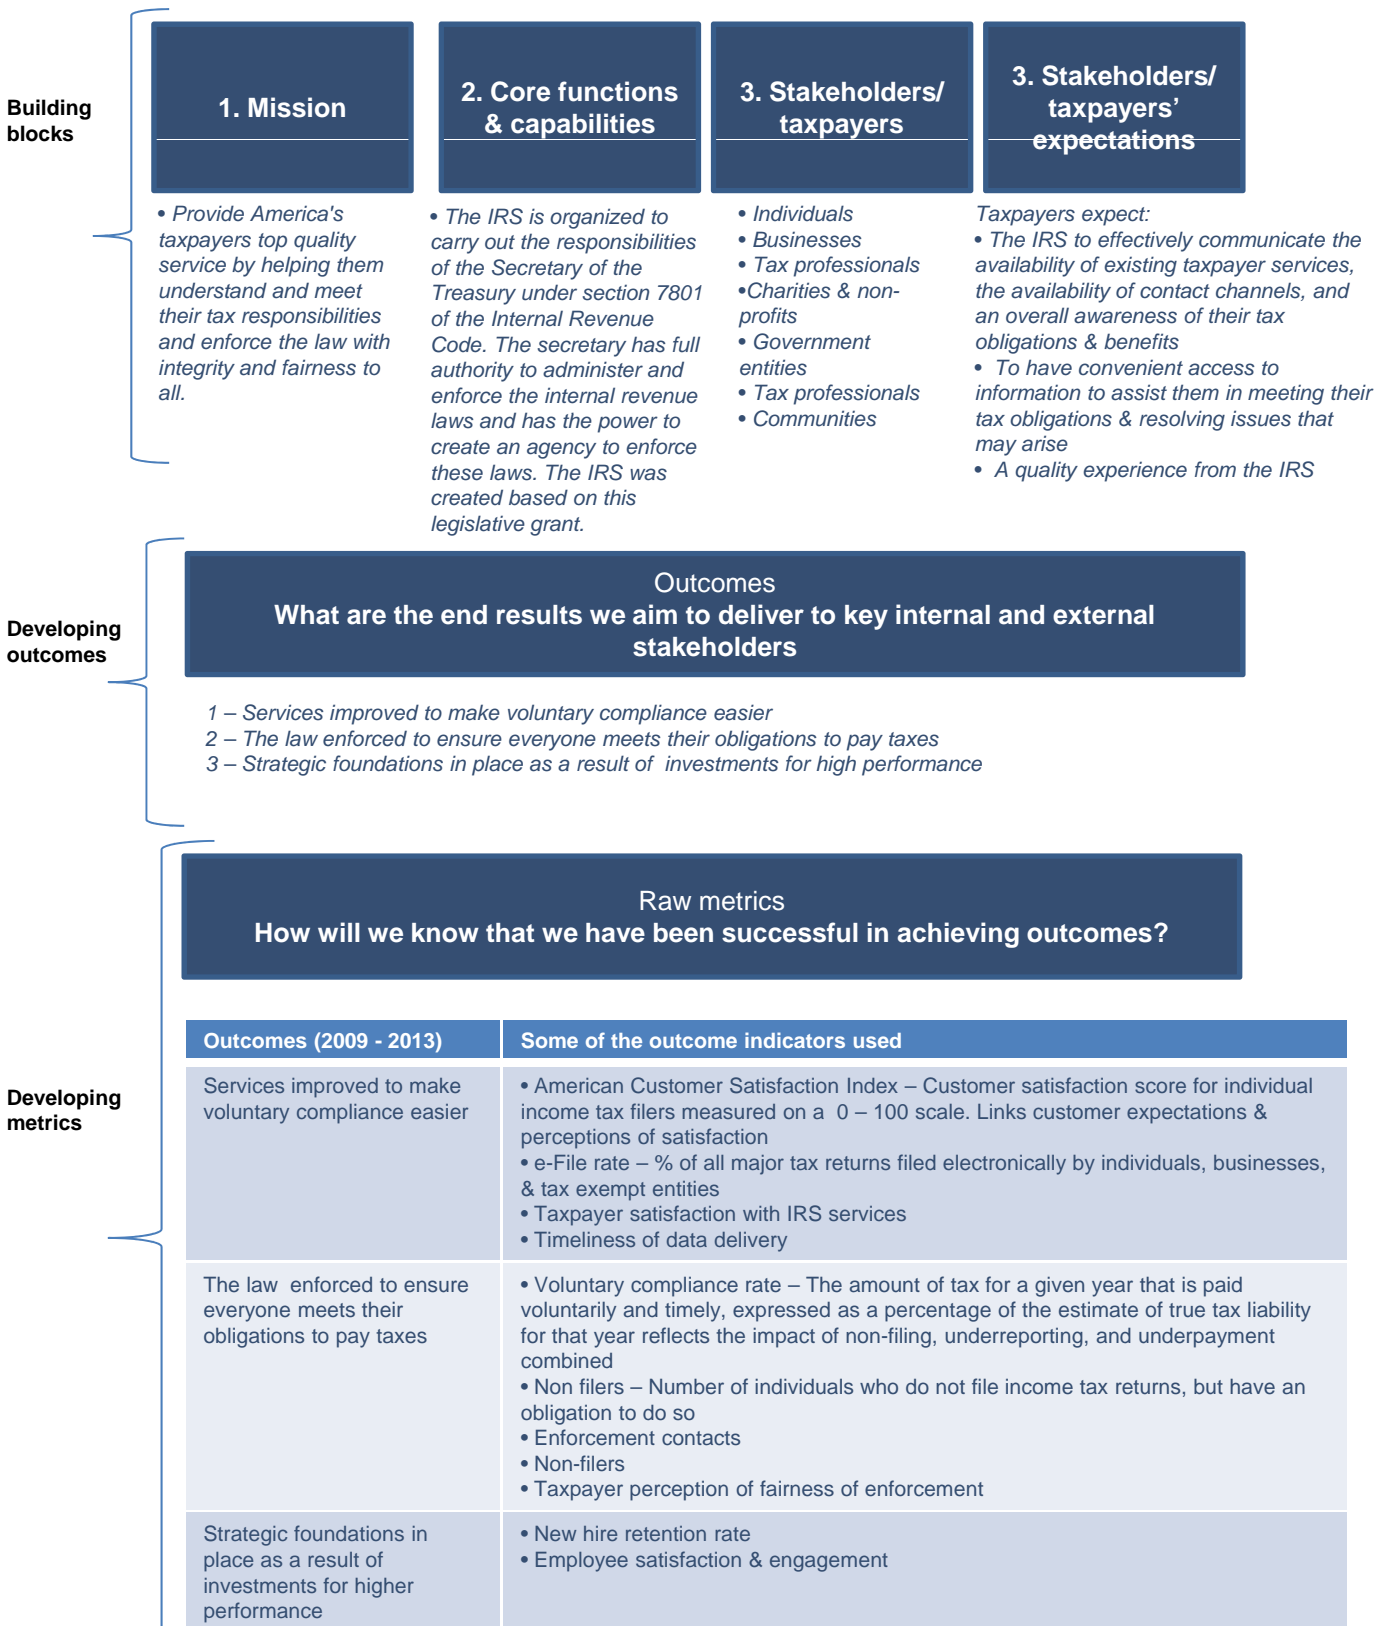 Building
blocks
1. Mission
2. Core functions
& capabilities
3. Stakeholders/
taxpayers
3. Stakeholders/
taxpayers’
expectations
• Provide America's
taxpayers top quality
service by helping them
understand and meet
their tax responsibilities
and enforce the law with
integrity and fairness to
all.
• The IRS is organized to
carry out the responsibilities
of the Secretary of the
Treasury under section 7801
of the Internal Revenue
Code. The secretary has full
authority to administer and
enforce the internal revenue
laws and has the power to
create an agency to enforce
these laws. The IRS was
created based on this
legislative grant.
• Individuals
• Businesses
• Tax professionals
•Charities & non-
profits
• Government
entities
• Tax professionals
• Communities
Taxpayers expect:
• The IRS to effectively communicate the
availability of existing taxpayer services,
the availability of contact channels, and
an overall awareness of their tax
obligations & benefits
• To have convenient access to
information to assist them in meeting their
tax obligations & resolving issues that
may arise
• A quality experience from the IRS
Developing
outcomes
Outcomes
What are the end results we aim to deliver to key internal and external
stakeholders
1 – Services improved to make voluntary compliance easier
2 – The law enforced to ensure everyone meets their obligations to pay taxes
3 – Strategic foundations in place as a result of investments for high performance
Developing
metrics
Raw metrics
How will we know that we have been successful in achieving outcomes?
Outcomes (2009 - 2013)
Some of the outcome indicators used
Services improved to make
voluntary compliance easier
• American Customer Satisfaction Index – Customer satisfaction score for individual
income tax filers measured on a 0 – 100 scale. Links customer expectations &
perceptions of satisfaction
• e-File rate – % of all major tax returns filed electronically by individuals, businesses,
& tax exempt entities
• Taxpayer satisfaction with IRS services
• Timeliness of data delivery
The law enforced to ensure
everyone meets their
obligations to pay taxes
• Voluntary compliance rate – The amount of tax for a given year that is paid
voluntarily and timely, expressed as a percentage of the estimate of true tax liability
for that year reflects the impact of non-filing, underreporting, and underpayment
combined
• Non filers – Number of individuals who do not file income tax returns, but have an
obligation to do so
• Enforcement contacts
• Non-filers
• Taxpayer perception of fairness of enforcement
Strategic foundations in
place as a result of
investments for higher
performance
• New hire retention rate
• Employee satisfaction & engagement